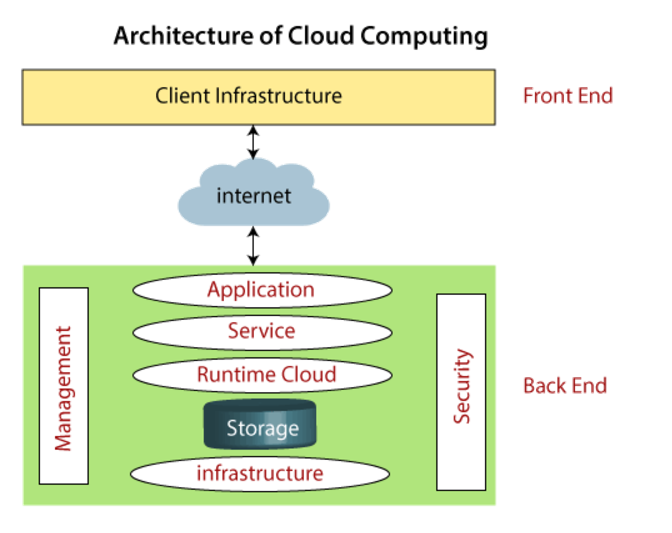 Architecture of Cloud Computing
Client Infrastructure
Front End
internet
Application
Service
Runtime Cloud
Storage
infrastructure
Management
Security
Back End